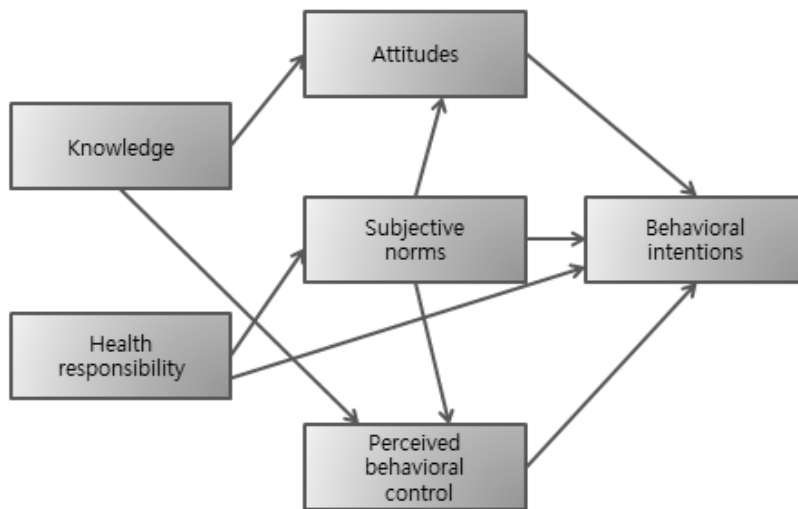 Attitudes
Knowledge
Subjective
norms
Behavioral
intentions
Health
responsibility
Perceived
behavioral
control